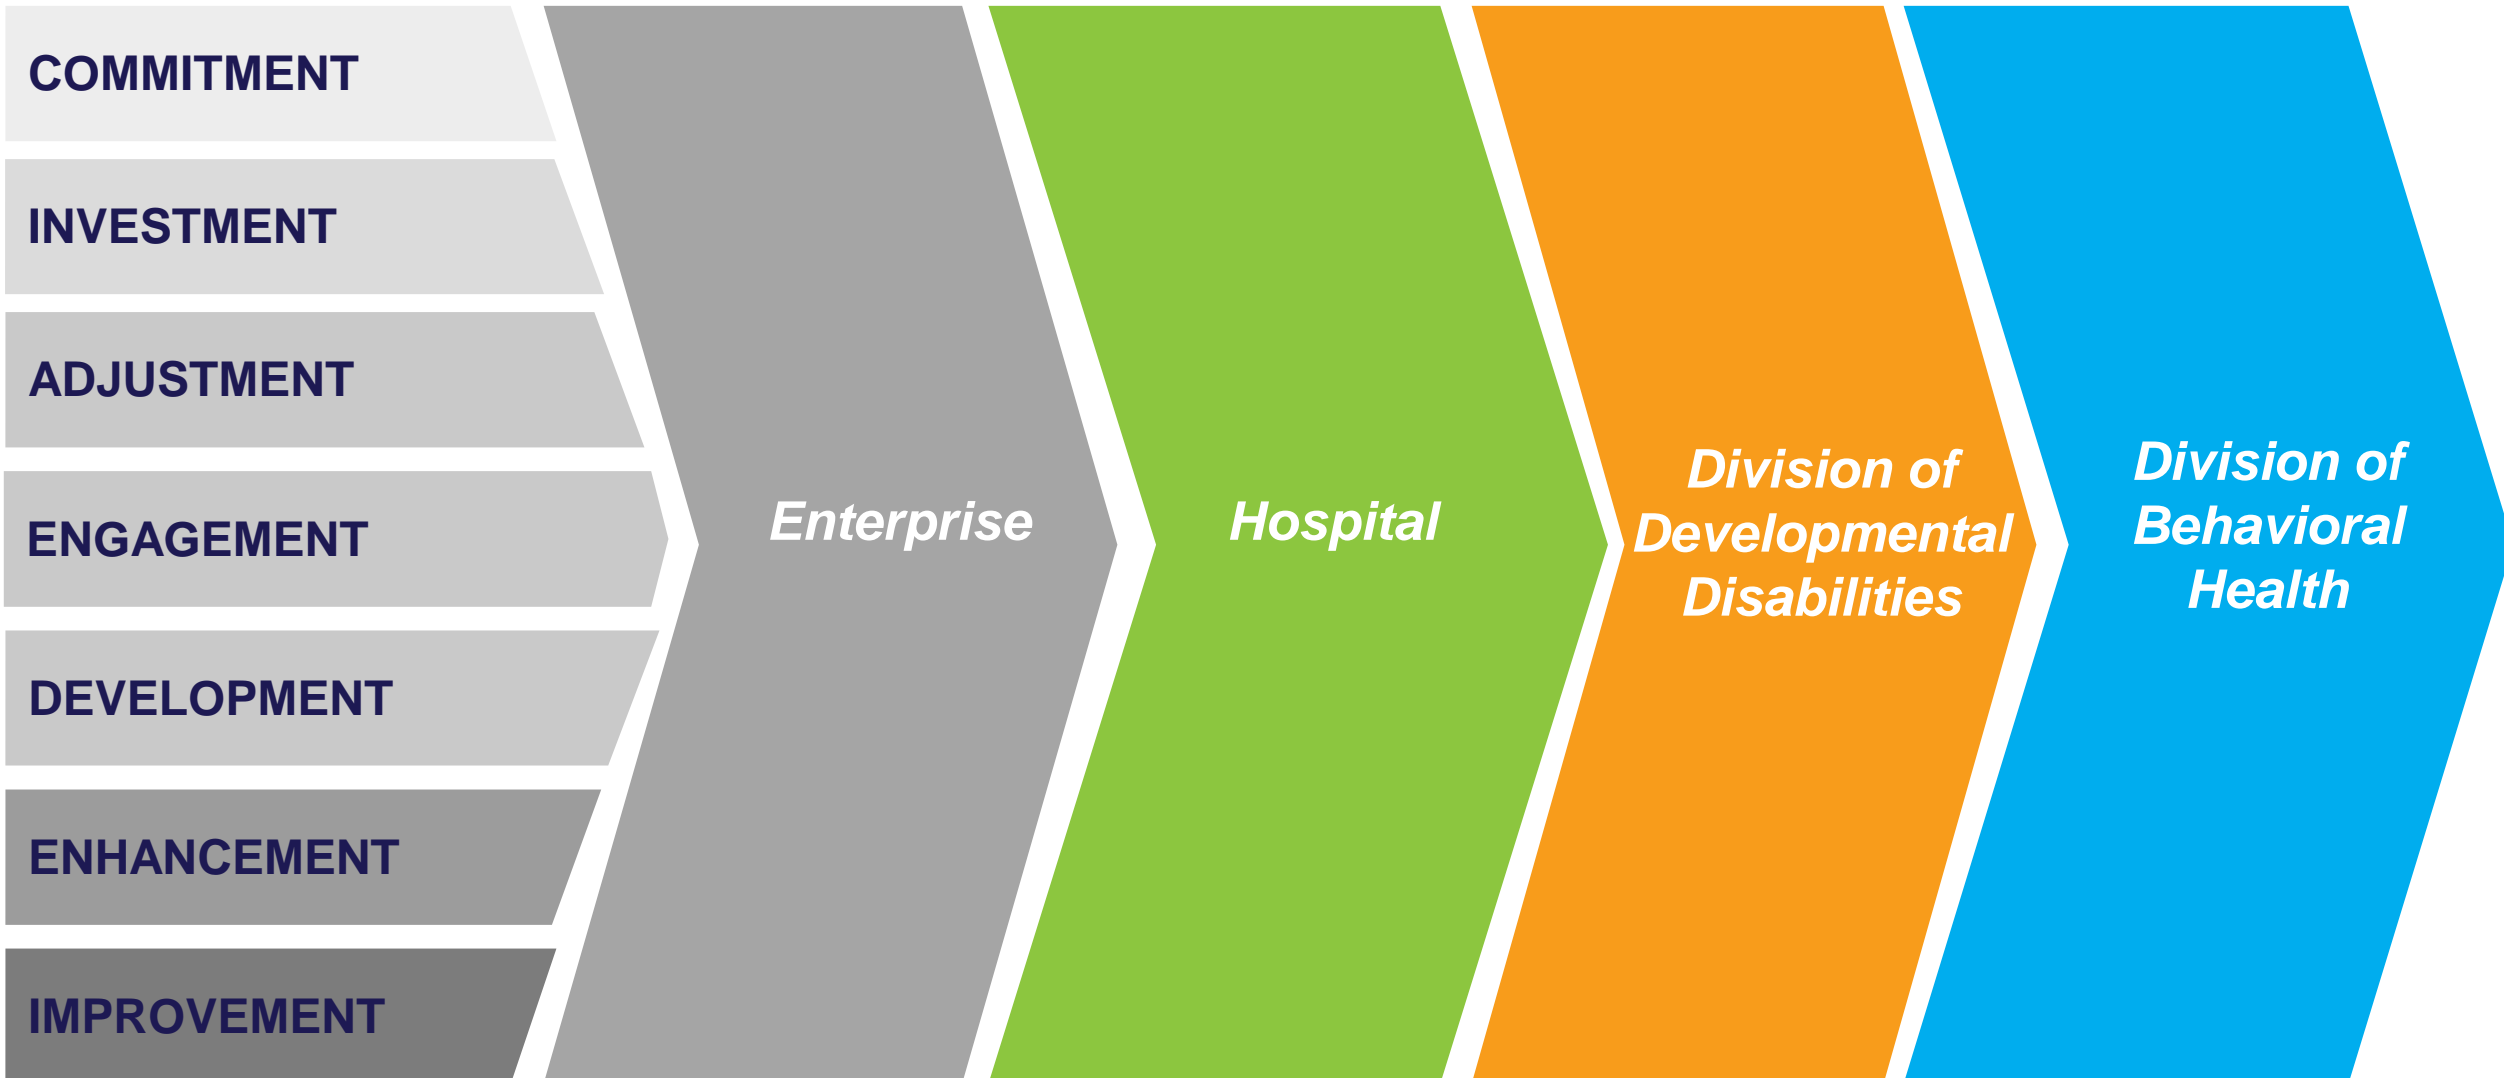 COMMITMENT
INVESTMENT
ADJUSTMENT
ENGAGEMENT
DEVELOPMENT
ENHANCEMENT
IMPROVEMENT
Enterprise
Hospital
Division of
Developmental
Disabilities
Division of
Behavioral
Health